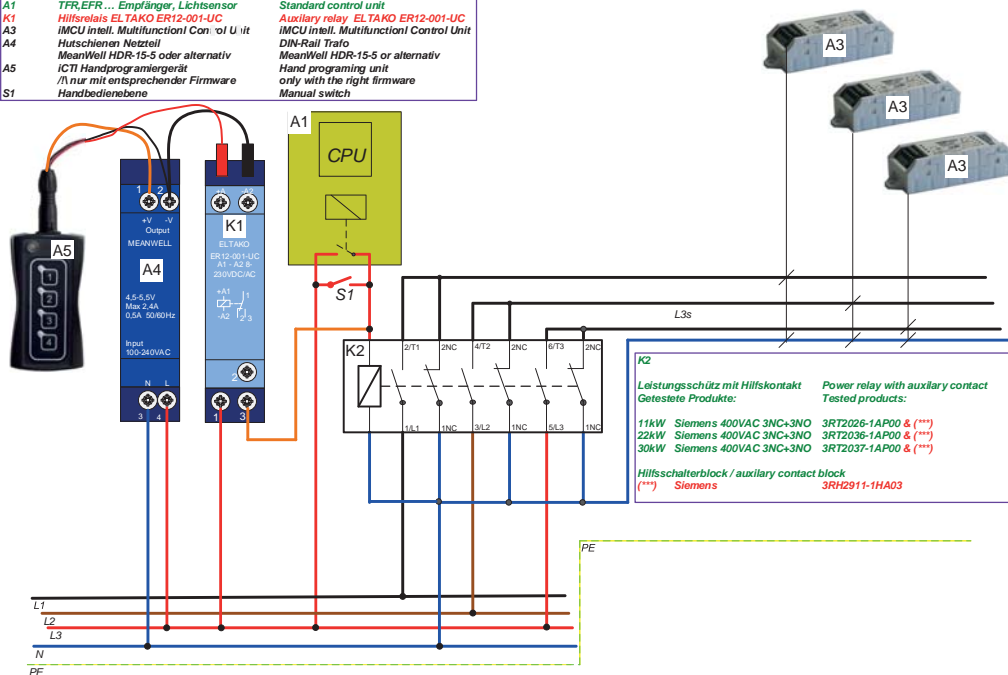 A1 TFR,EFR ... Empfänger, Lichtsensor Standard control unit
K1 Hilfsrelais ELTAKO ER12-001-UC Auxilary relay ELTAKO ER12-001-UC
A3 iMCU intell. Multifunctionl Control Unit iMCU intell. Multifunctionl Control Unit
A4 Hutschienen Netzteil DIN-Rail Trafo
MeanWell HDR-15-5 oder alternativ MeanWell HDR-15-5 or alternativ
A5 iCTI Handprogramiergerät Hand programing unit
/!\ nur mit entsprechender Firmware only with the right firmware
S1 Handbedienebene Manual switch
A3
A3
A3
A1
CPU
S1
A5
1
2
3
4
1 2
+V -V
Output
MEANWELL
A4
4,5-5,5V
Max 2,4A
0,5A 50/60Hz
Input
100-240VAC
N L
3 4
+A1 -A2
K1
ELTAKO
ER12-001-UC
A1 - A2 8-
230VDC/AC
+A1
1
-A2 2 3
2
1 3
L3s
K2
2/T1 2NC 4/T2 2NC 6/T3 2NC
1/L1 1NC 3/L2 1NC 5/L3 1NC
K2
Leistungsschütz mit Hilfskontakt Power relay with auxilary contact
Getestete Produkte: Tested products:
11kW Siemens 400VAC 3NC+3NO 3RT2026-1AP00 & (***)
22kW Siemens 400VAC 3NC+3NO 3RT2036-1AP00 & (***)
30kW Siemens 400VAC 3NC+3NO 3RT2037-1AP00 & (***)
Hilfsschalterblock / auxilary contact block
(***) Siemens 3RH2911-1HA03
PE
L1
L2
L3
N
PE